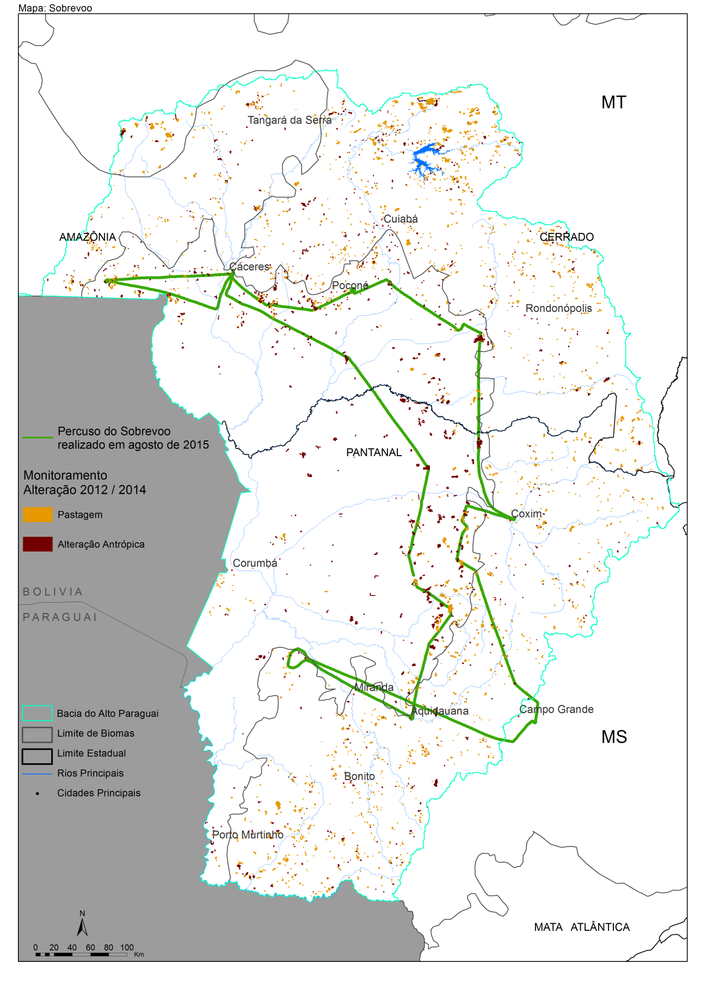 Mapa: Sobrevoo
MT
Tangará da Serra
Cuiabá
AMAZÔNIA
CERRADO
Cáceres
Poconé
Rondonópolis
Percuso do Sobrevoo
realizado em agosto de 2015
PANTANAL
Monitoramento
Alteração 2012 / 2014
Pastagem
Coxim
Alteração Antrópica
Corumbá
BOLIVIA
PARAGUAI
Miranda
Aquidauana
Campo Grande
Bacia do Alto Paraguai
Limite de Biomas
MS
Limite Estadual
Rios Principais
Bonito
Cidades Principais
Porto Murtinho
N
MATA ATLÂNTICA
0 20 40 60 80 100
Km